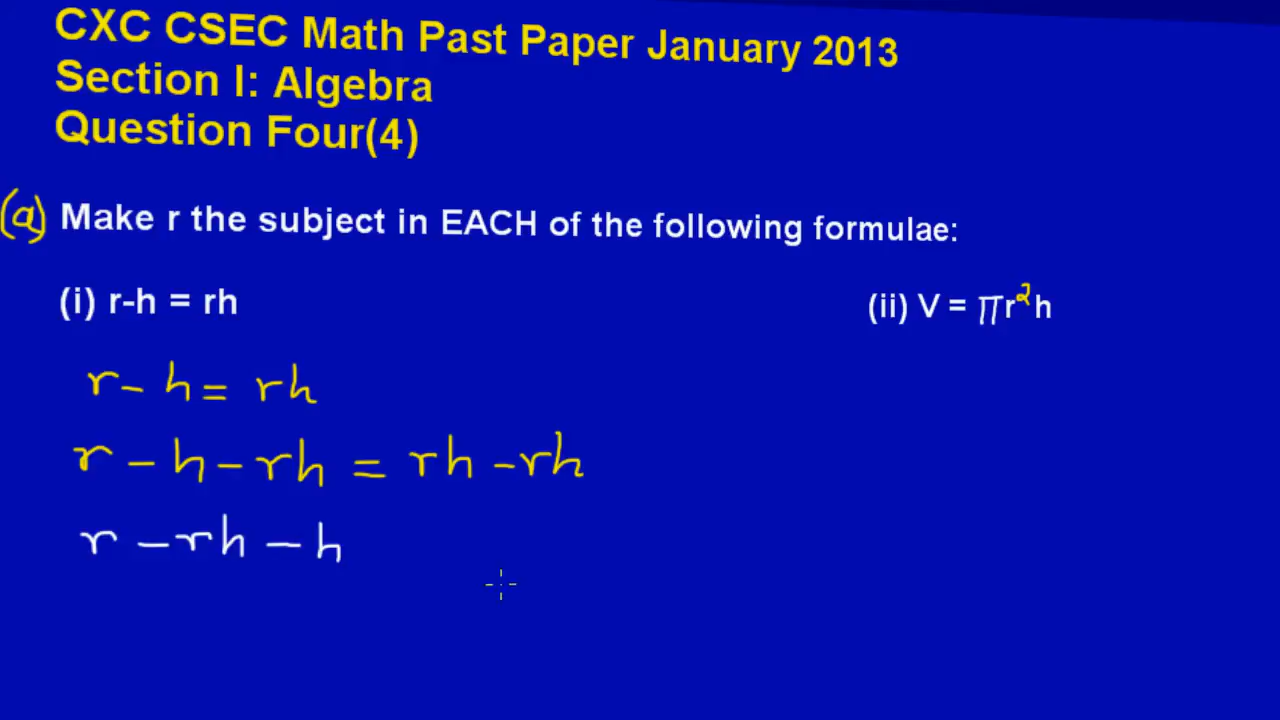 CXC CSEC Math Past Paper January 2013
Section I: Algebra
Question Four(4)
(a) Make r the subject in EACH of the following formulae:
(i) r-h = rh
(ii) V = πr²h
r - h = rh
r - h - rh = rh - rh
r - rh - h